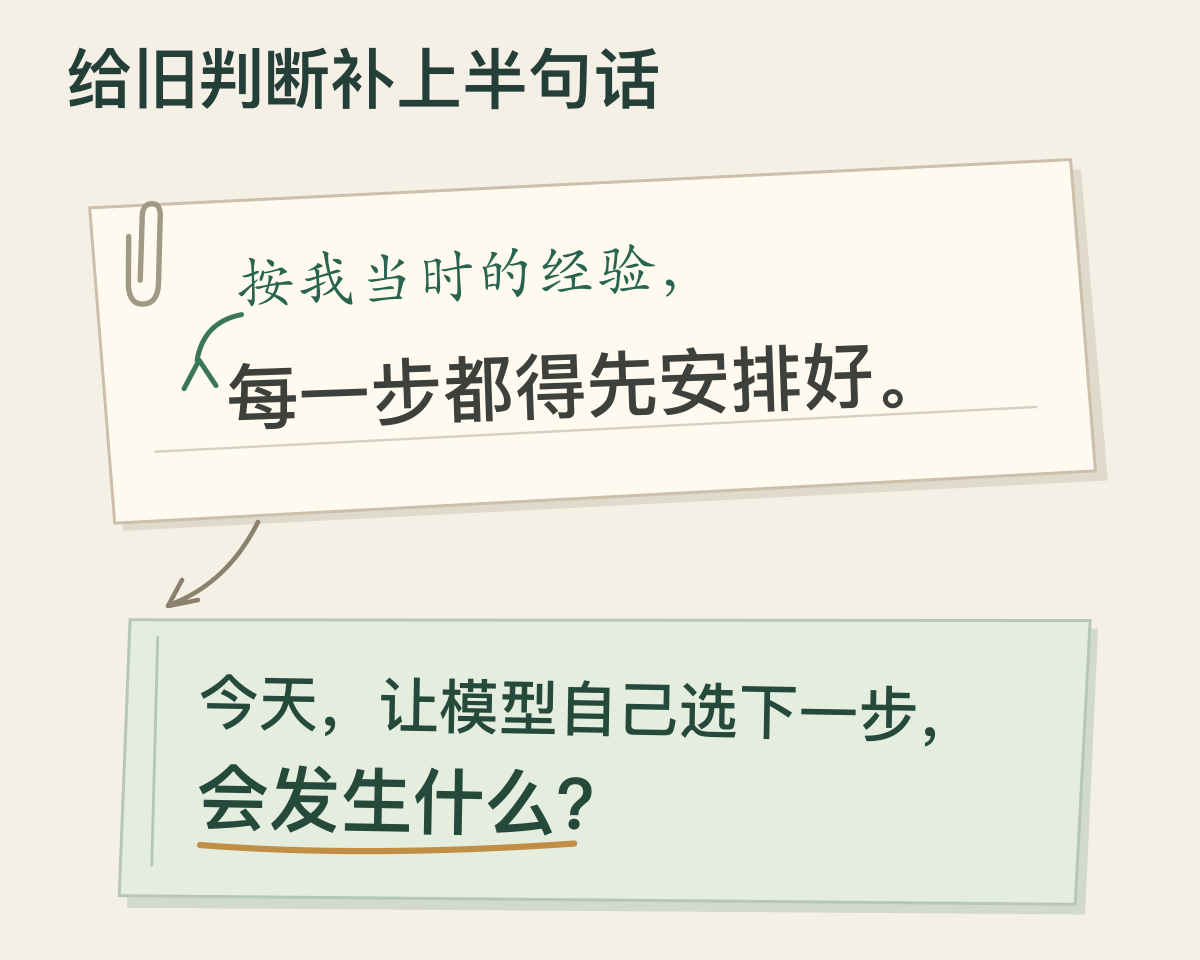 给旧判断补上半句话
按我当时的经验，
每一步都得先安排好。
今天，让模型自己选下一步，
会发生什么？